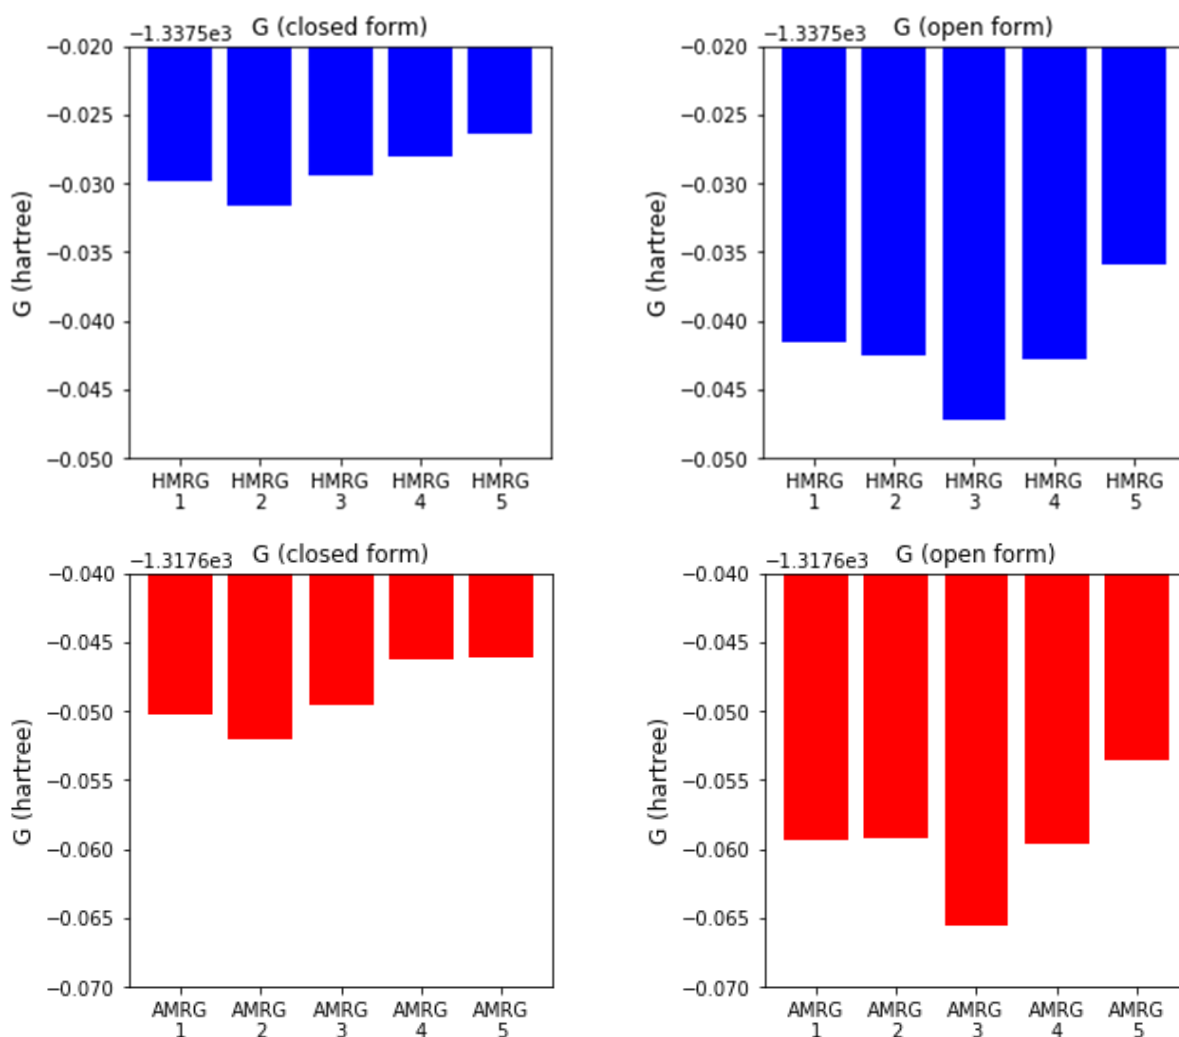 −1.3375e3 G (closed form)
−0.020
−0.025
−0.030
−0.035
−0.040
−0.045
−0.050
G (hartree)
HMRG HMRG HMRG HMRG HMRG
1 2 3 4 5
−1.3375e3 G (open form)
−0.020
−0.025
−0.030
−0.035
−0.040
−0.045
−0.050
G (hartree)
HMRG HMRG HMRG HMRG HMRG
1 2 3 4 5
−1.3176e3 G (closed form)
−0.040
−0.045
−0.050
−0.055
−0.060
−0.065
−0.070
G (hartree)
AMRG AMRG AMRG AMRG AMRG
1 2 3 4 5
−1.3176e3 G (open form)
−0.040
−0.045
−0.050
−0.055
−0.060
−0.065
−0.070
G (hartree)
AMRG AMRG AMRG AMRG AMRG
1 2 3 4 5